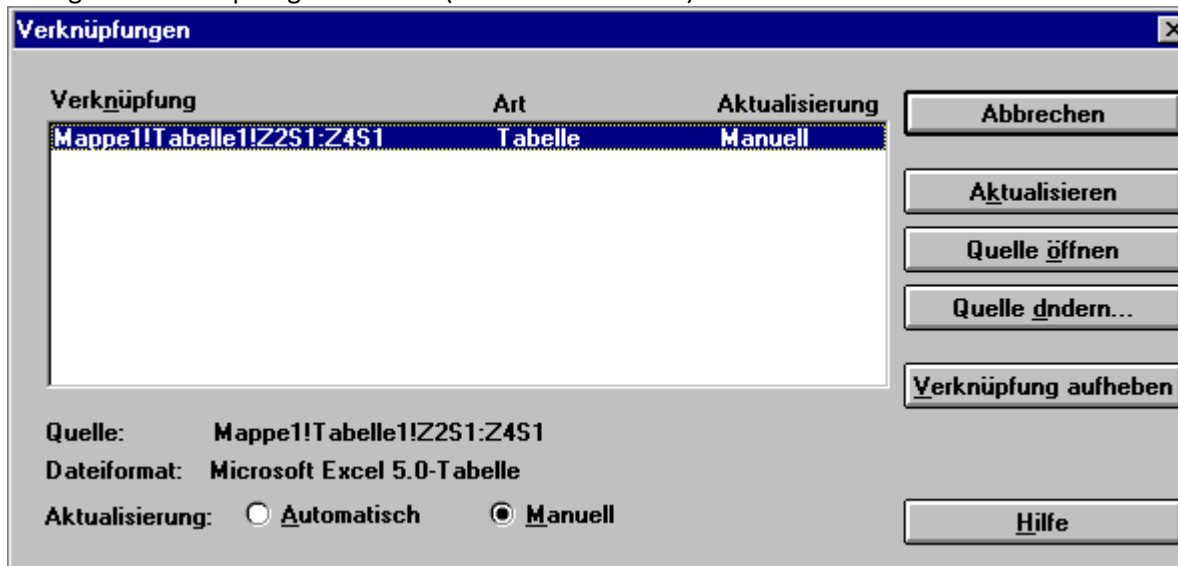 Verknüpfungen
Verknüpfung Art Aktualisierung
Mappe1!Tabelle1!Z2S1:Z4S1 Tabelle Manuell
Abbrechen
Aktualisieren
Quelle öffnen
Quelle dndern...
Verknüpfung aufheben
Quelle: Mappe1!Tabelle1!Z2S1:Z4S1
Dateiformat: Microsoft Excel 5.0-Tabelle
Aktualisierung: Automatisch Manuell
Hilfe